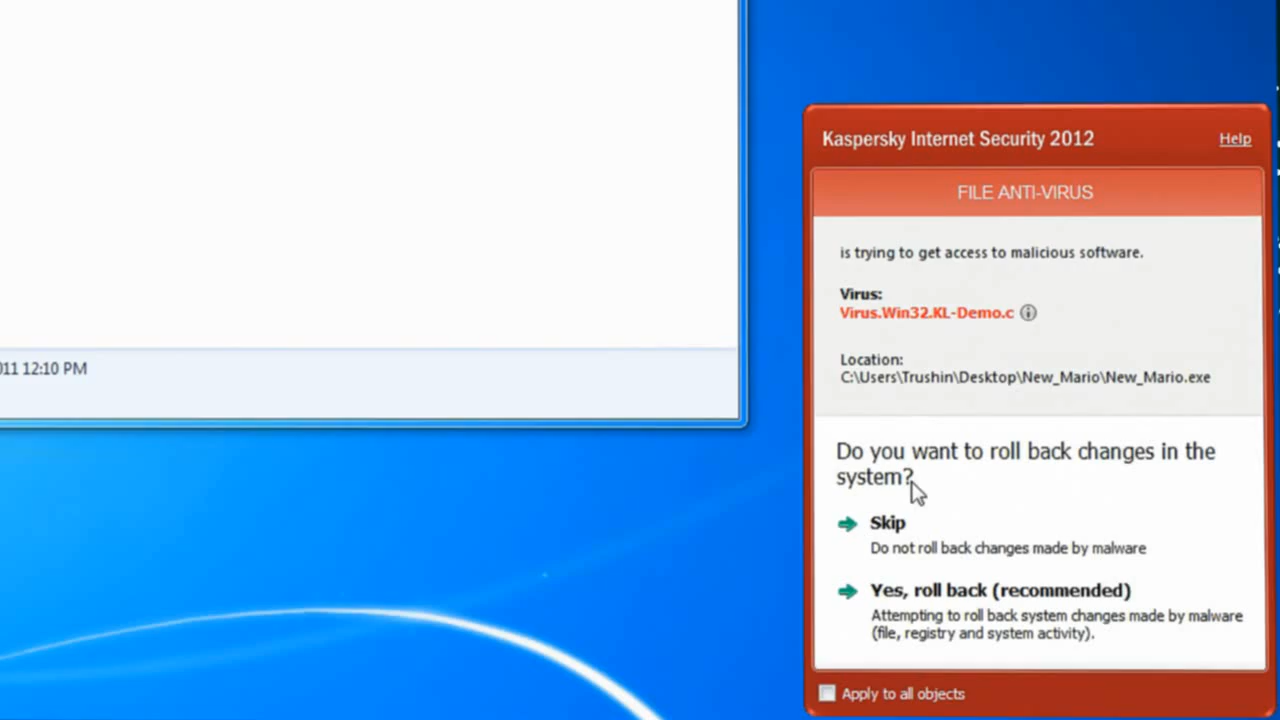 011 12:10 PM
Kaspersky Internet Security 2012
Help
FILE ANTI-VIRUS
is trying to get access to malicious software.
Virus:
Virus.Win32.KL-Demo.c
Location:
C:\Users\Trushin\Desktop\New_Mario\New_Mario.exe
Do you want to roll back changes in the
system?
Skip
Do not roll back changes made by malware
Yes, roll back (recommended)
Attempting to roll back system changes made by malware
(file, registry and system activity).
Apply to all objects